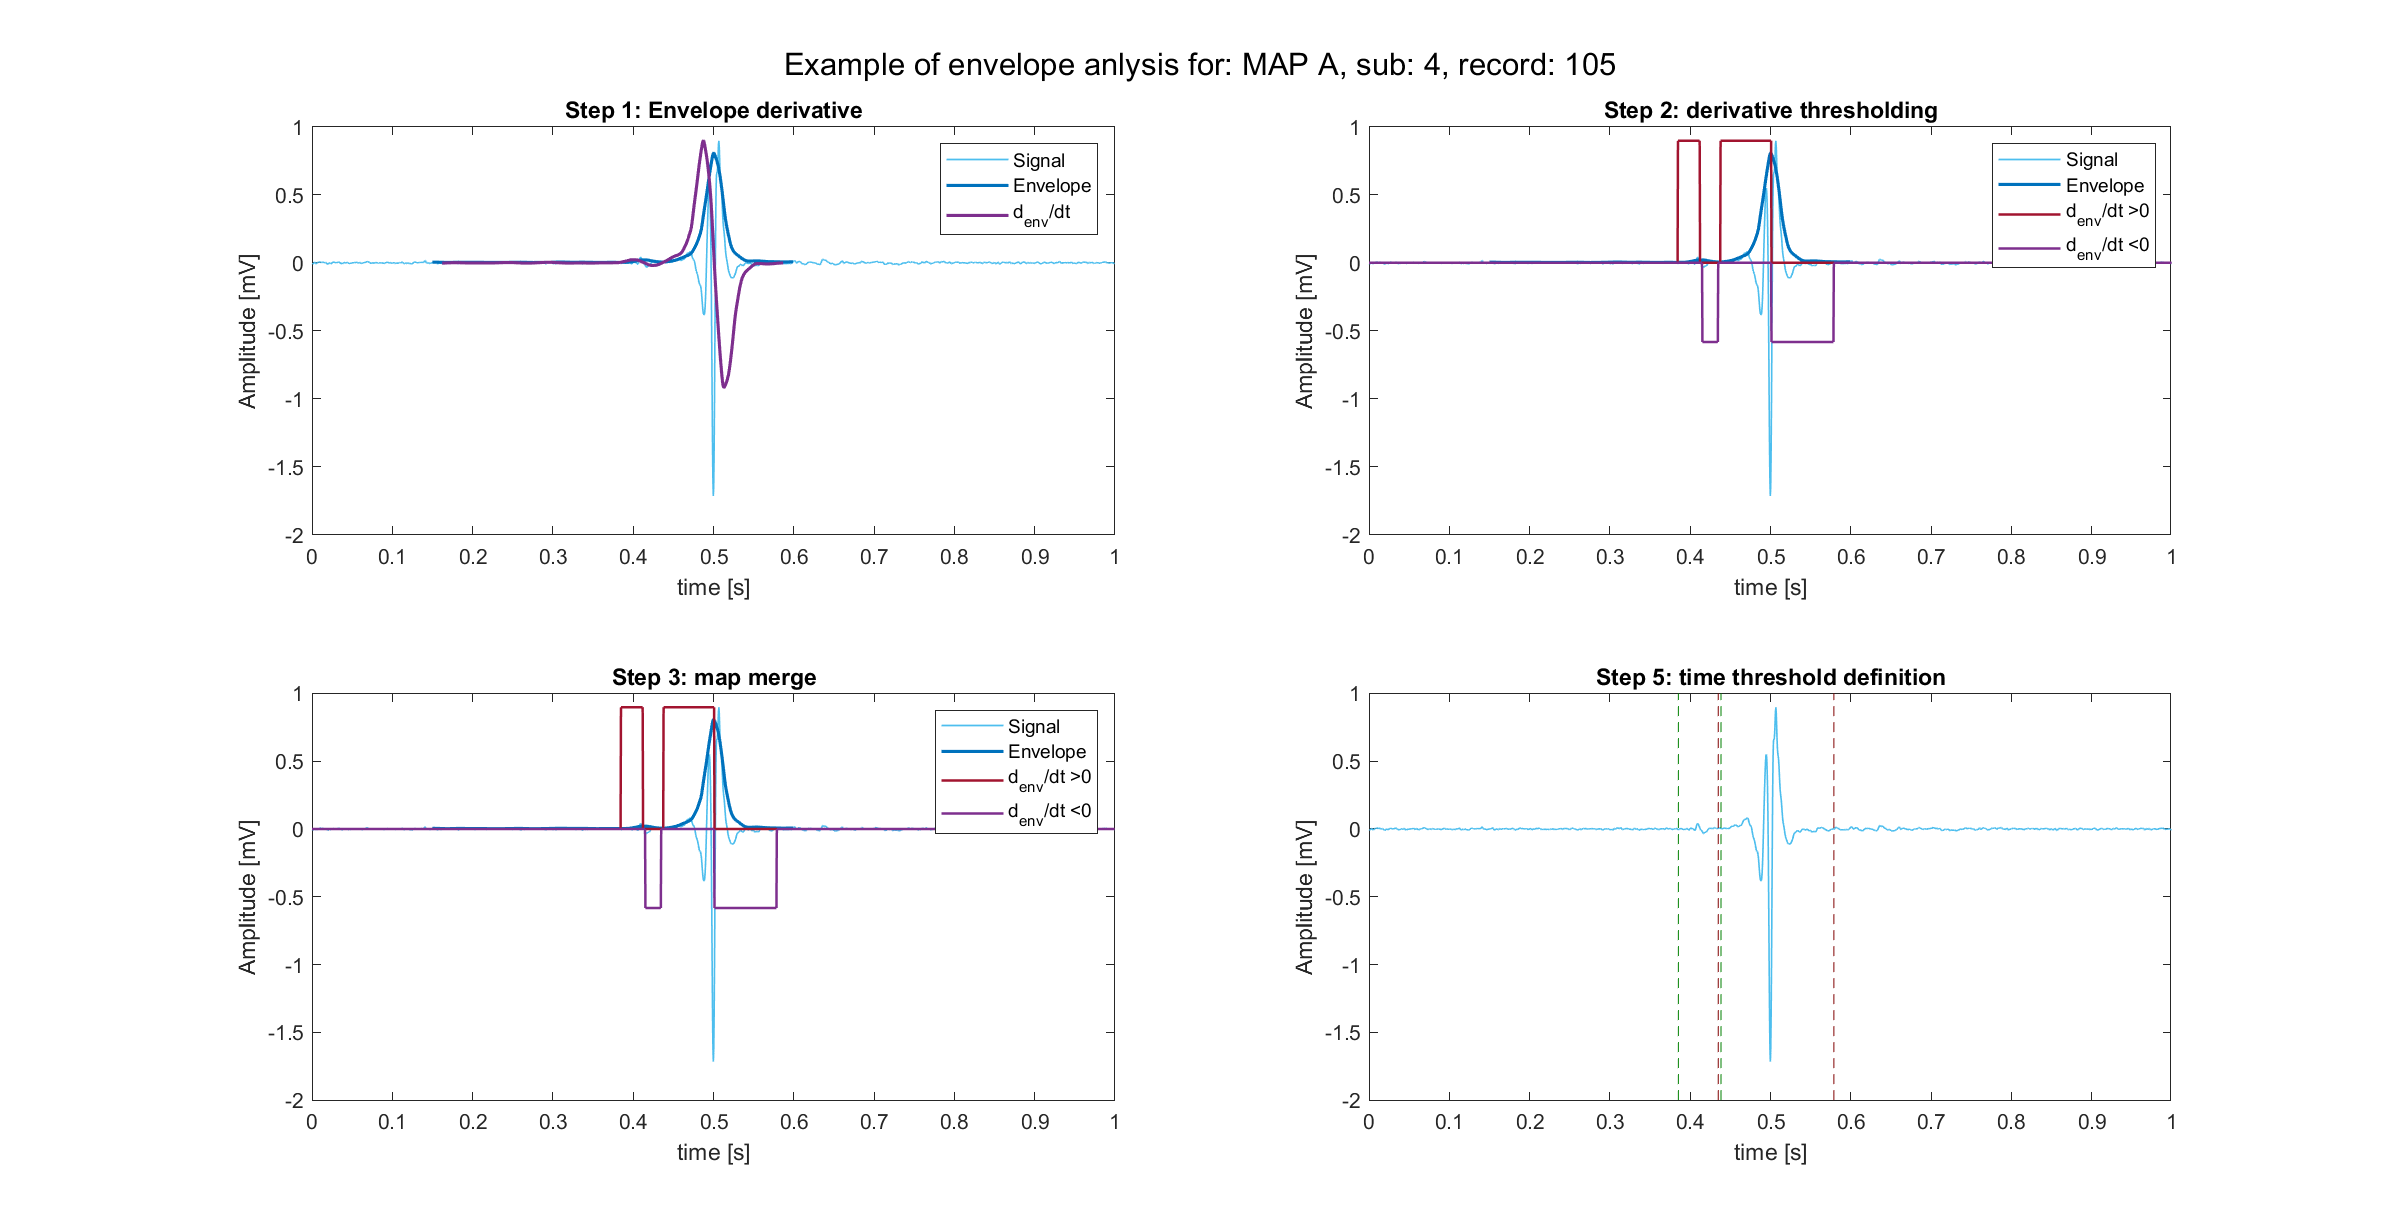 Example of envelope anlysis for: MAP A, sub: 4, record: 105
Step 1: Envelope derivative
1
0.5
0
-0.5
-1
-1.5
-2
Amplitude [mV]
0 0.1 0.2 0.3 0.4 0.5 0.6 0.7 0.8 0.9 1
time [s]
Signal
Envelope
d_env/dt
Step 2: derivative thresholding
1
0.5
0
-0.5
-1
-1.5
-2
Amplitude [mV]
0 0.1 0.2 0.3 0.4 0.5 0.6 0.7 0.8 0.9 1
time [s]
Signal
Envelope
d_env/dt >0
d_env/dt <0
Step 3: map merge
1
0.5
0
-0.5
-1
-1.5
-2
Amplitude [mV]
0 0.1 0.2 0.3 0.4 0.5 0.6 0.7 0.8 0.9 1
time [s]
Signal
Envelope
d_env/dt >0
d_env/dt <0
Step 5: time threshold definition
1
0.5
0
-0.5
-1
-1.5
-2
Amplitude [mV]
0 0.1 0.2 0.3 0.4 0.5 0.6 0.7 0.8 0.9 1
time [s]